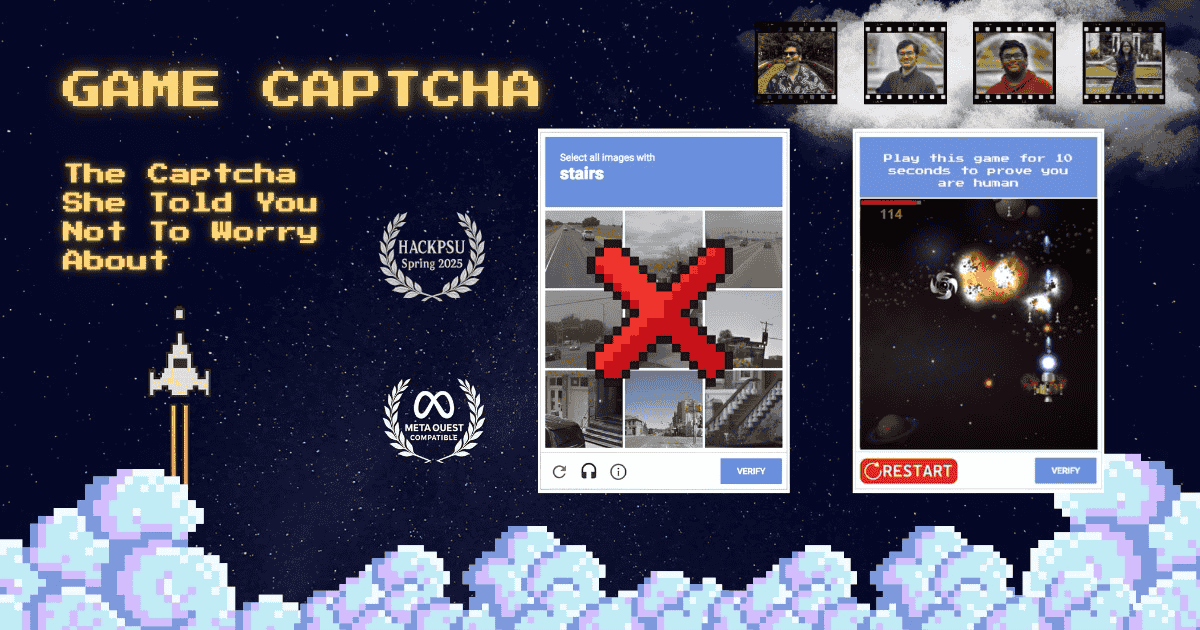 GAME CAPTCHA
The Captcha
She Told You
Not To Worry
About
HACKPSU
Spring 2025
META QUEST
COMPATIBLE
Select all images with
stairs
VERIFY
Play this game for 10
seconds to prove you
are human
114
RESTART
VERIFY